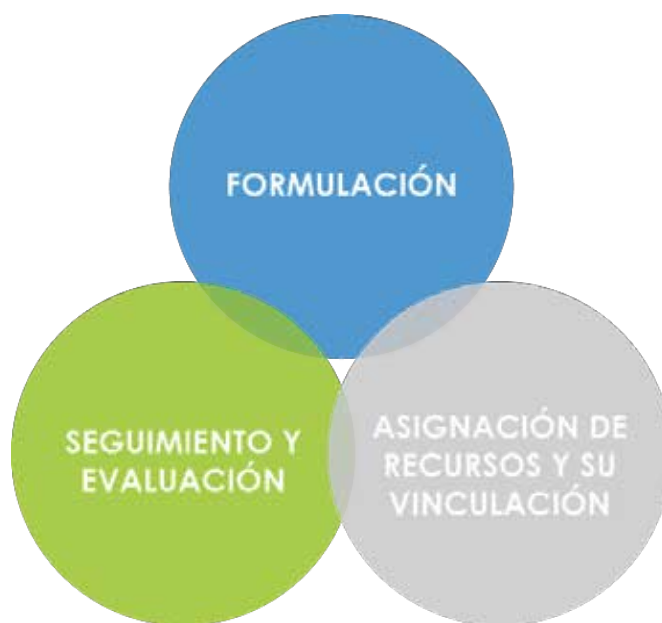 FORMULACIÓN
SEGUIMIENTO Y
EVALUACIÓN
ASIGNACIÓN DE
RECURSOS Y SU
VINCULACIÓN